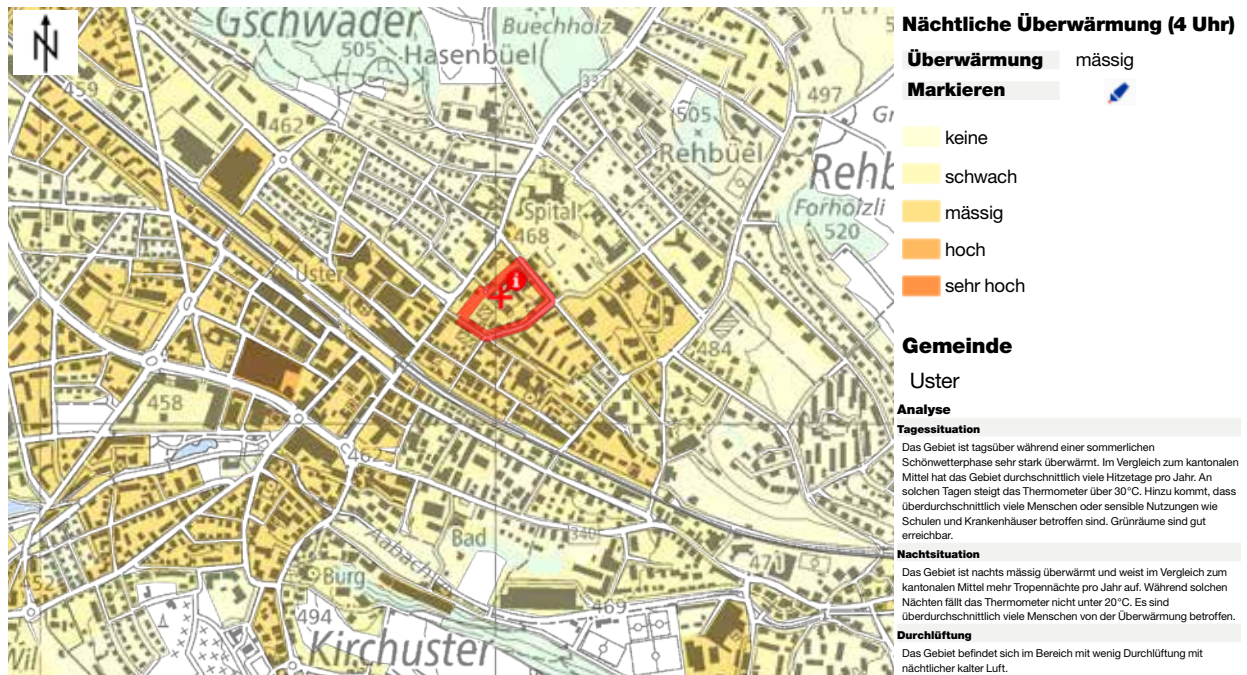 N
Gschwader
505
Hasenbüel
Buechholz
337
459
462
505
Rehbüel
497
Rehb
Forholzli
520
Spital
468
i
Uster
484
458
462
Bad
340
Aabach
471
452
Burg
494
469
Kirchuster
Wil
Nächtliche Überwärmung (4 Uhr)
Überwärmung mässig
Markieren
keine
schwach
mässig
hoch
sehr hoch
Gemeinde
Uster
Analyse
Tagessituation
Das Gebiet ist tagsüber während einer sommerlichen
Schönwetterphase sehr stark überwärmt. Im Vergleich zum kantonalen
Mittel hat das Gebiet durchschnittlich viele Hitzetage pro Jahr. An
solchen Tagen steigt das Thermometer über 30°C. Hinzu kommt, dass
überdurchschnittlich viele Menschen oder sensible Nutzungen wie
Schulen und Krankenhäuser betroffen sind. Grünräume sind gut
erreichbar.
Nachtsituation
Das Gebiet ist nachts mässig überwärmt und weist im Vergleich zum
kantonalen Mittel mehr Tropennächte pro Jahr auf. Während solchen
Nächten fällt das Thermometer nicht unter 20°C. Es sind
überdurchschnittlich viele Menschen von der Überwärmung betroffen.
Durchlüftung
Das Gebiet befindet sich im Bereich mit wenig Durchlüftung mit
nächtlicher kalter Luft.